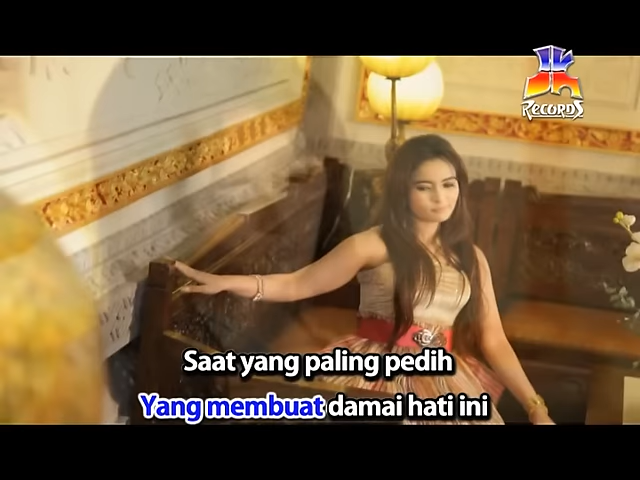 RECORDS
Saat yang paling pedih
Yang membuat damai hati ini